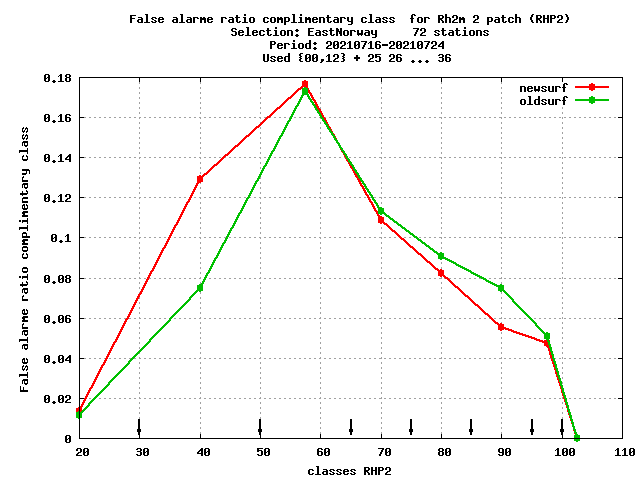 False alarme ratio complimentary class  for Rh2m 2 patch (RHP2)
Selection: EastNorway     72 stations
Period: 20210716-20210724
Used {00,12} + 25 26 ... 36
newsurf
oldsurf
False alarme ratio complimentary class
0.18
0.16
0.14
0.12
0.1
0.08
0.06
0.04
0.02
0
20 30 40 50 60 70 80 90 100 110
classes RHP2